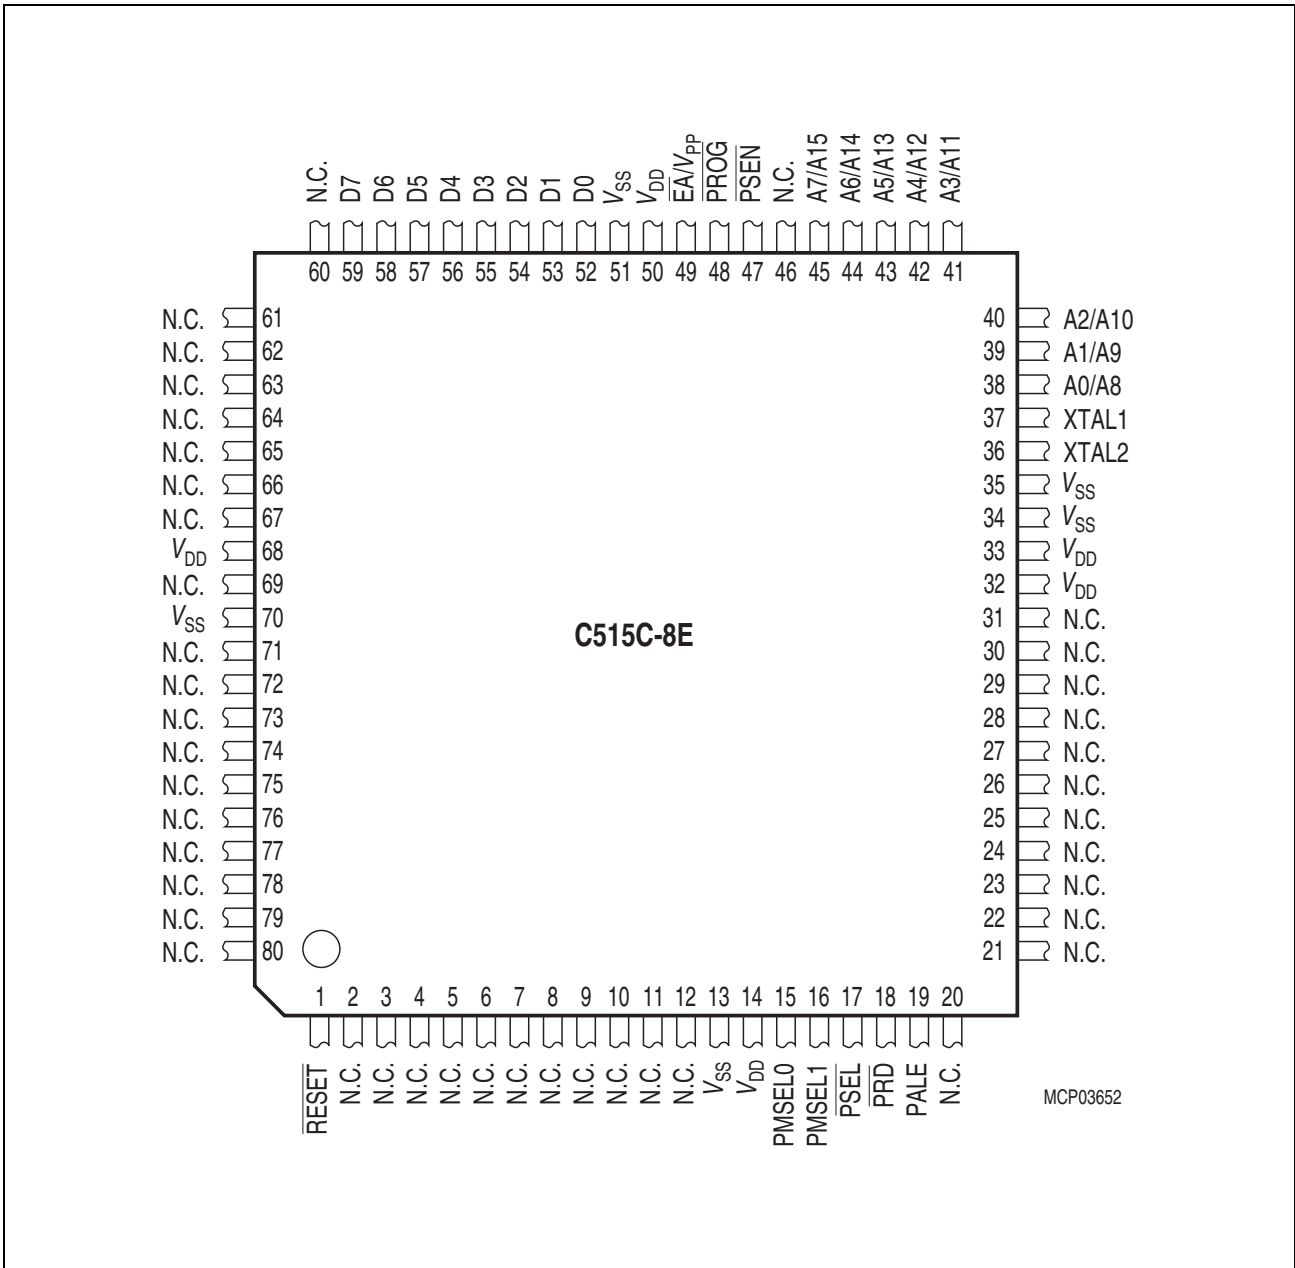 N.C. D7 D6 D5 D4 D3 D2 D1 D0 VSS VDD EA/VPP PROG PSEN N.C. A7/A15 A6/A14 A5/A13 A4/A12 A3/A11
60 59 58 57 56 55 54 53 52 51 50 49 48 47 46 45 44 43 42 41
N.C. 61 40 A2/A10
N.C. 62 39 A1/A9
N.C. 63 38 A0/A8
N.C. 64 37 XTAL1
N.C. 65 36 XTAL2
N.C. 66 35 VSS
N.C. 67 34 VSS
VDD 68 33 VDD
N.C. 69 32 VDD
VSS 70 31 N.C.
C515C-8E
N.C. 71 30 N.C.
N.C. 72 29 N.C.
N.C. 73 28 N.C.
N.C. 74 27 N.C.
N.C. 75 26 N.C.
N.C. 76 25 N.C.
N.C. 77 24 N.C.
N.C. 78 23 N.C.
N.C. 79 22 N.C.
N.C. 80 21 N.C.
1 2 3 4 5 6 7 8 9 10 11 12 13 14 15 16 17 18 19 20
RESET N.C. N.C. N.C. N.C. N.C. N.C. N.C. N.C. N.C. N.C. N.C. VSS VDD PMSEL0 PMSEL1 PSEL PRD PALE N.C.
MCP03652